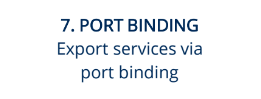 7. PORT BINDING
Export services via
port binding